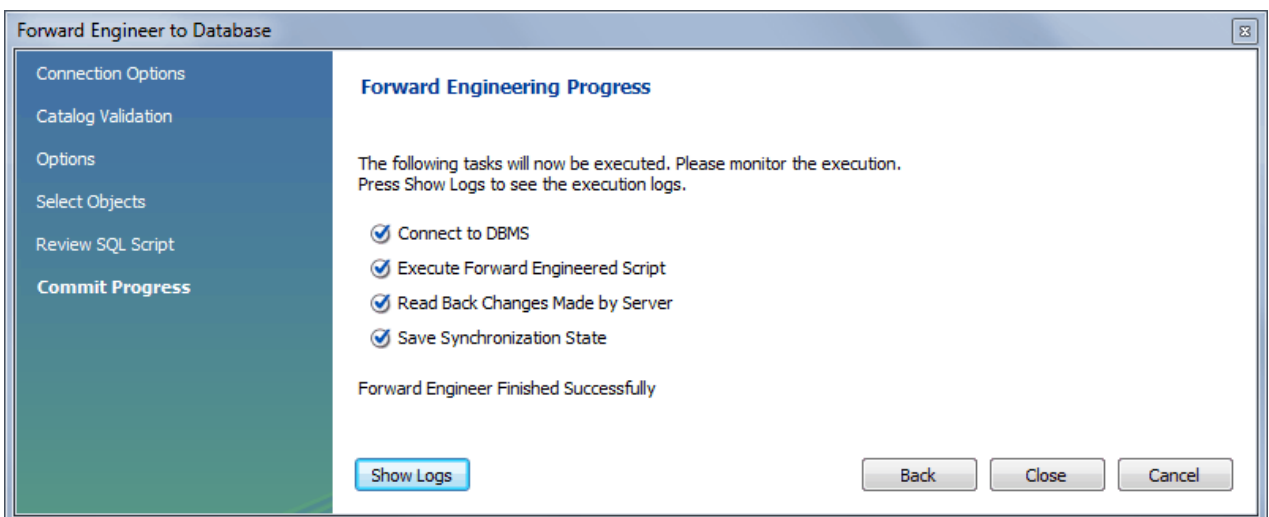 Forward Engineer to Database
Connection Options
Catalog Validation
Options
Select Objects
Review SQL Script
Commit Progress
Forward Engineering Progress
The following tasks will now be executed. Please monitor the execution.
Press Show Logs to see the execution logs.
Connect to DBMS
Execute Forward Engineered Script
Read Back Changes Made by Server
Save Synchronization State
Forward Engineer Finished Successfully
Show Logs
Back
Close
Cancel